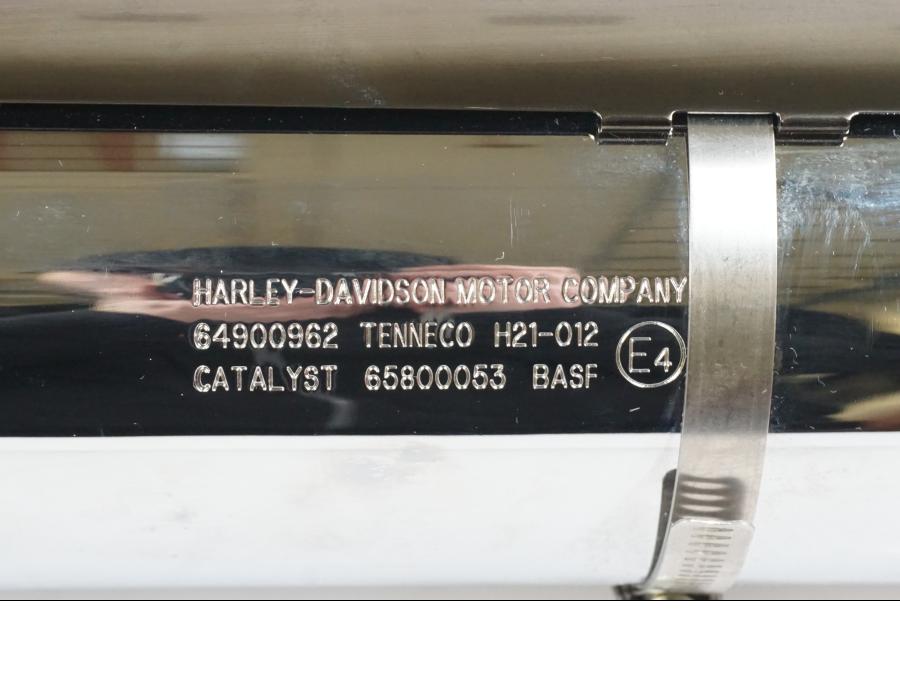 HARLEY-DAVIDSON MOTOR COMPANY
64900962 TENNECO H21-012
CATALYST 65800053 BASF
E4